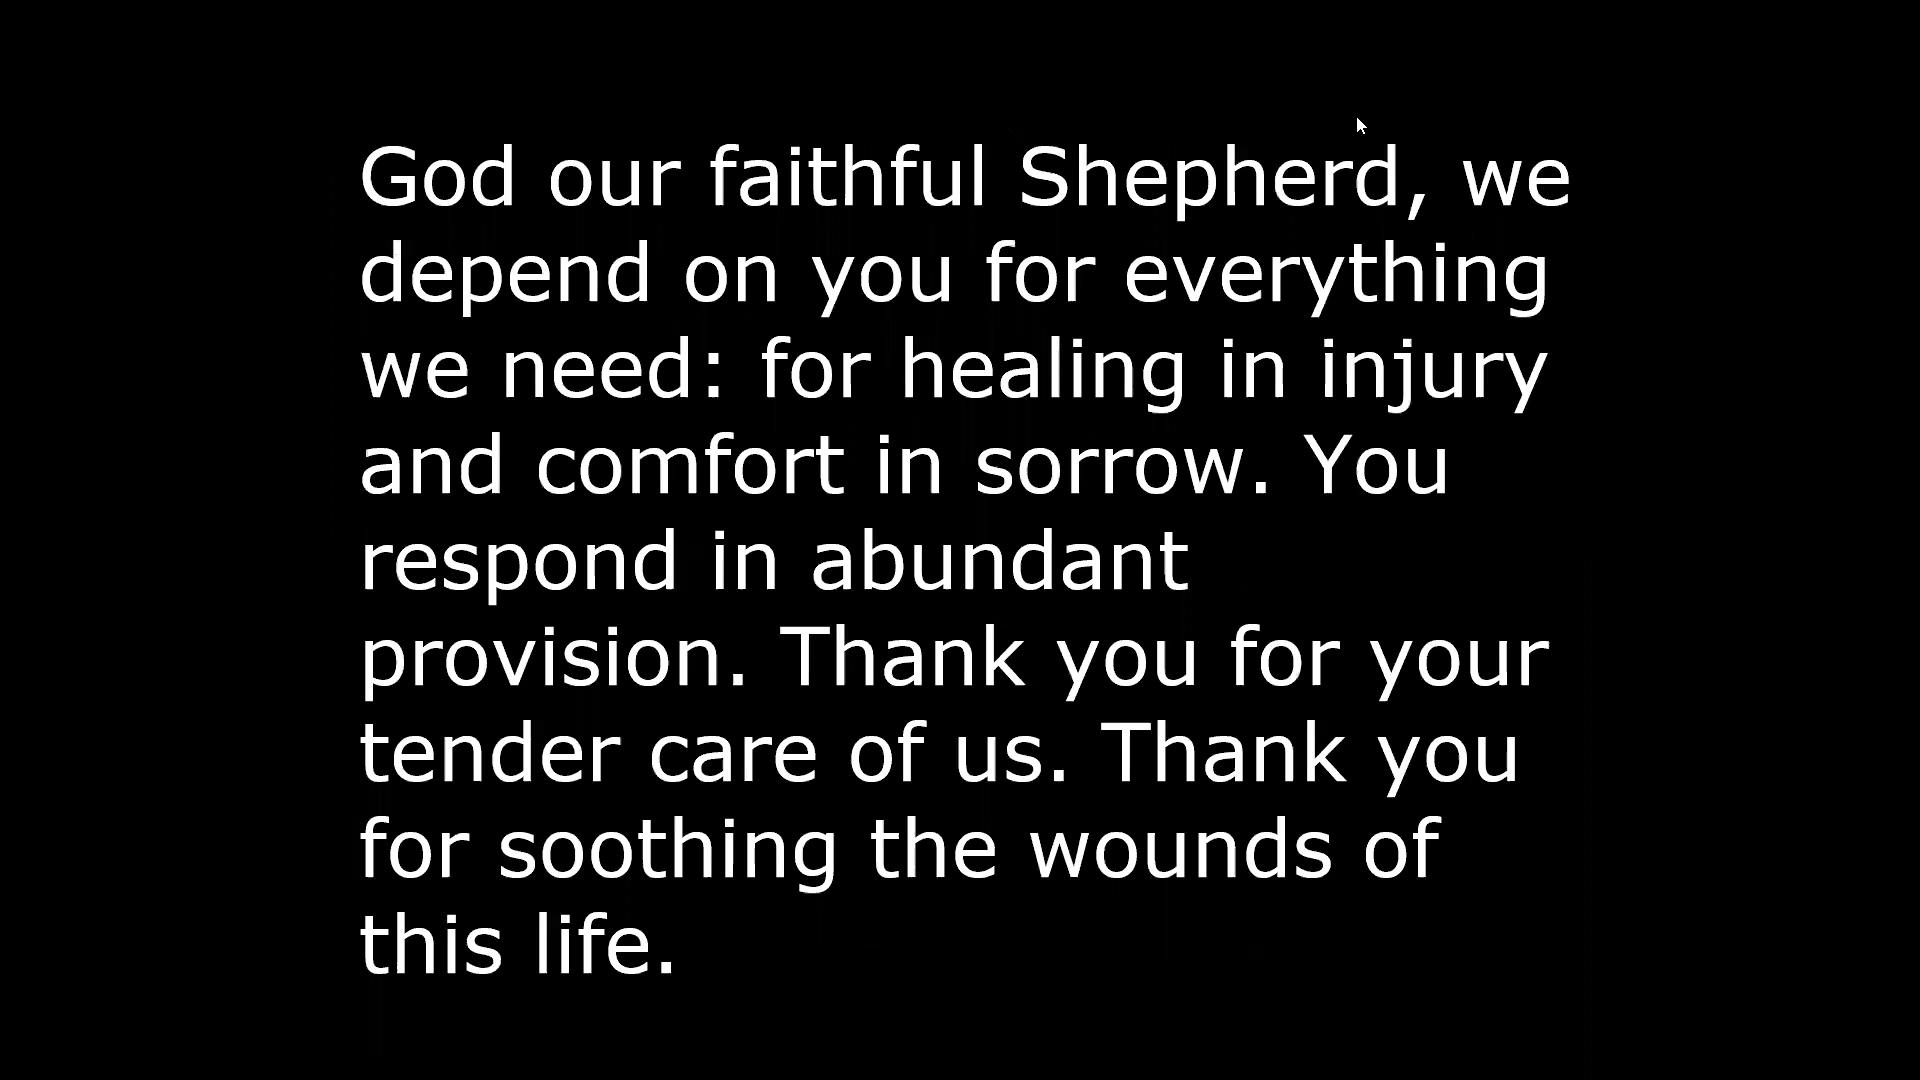 God our faithful Shepherd, we
depend on you for everything
we need: for healing in injury
and comfort in sorrow. You
respond in abundant
provision. Thank you for your
tender care of us. Thank you
for soothing the wounds of
this life.